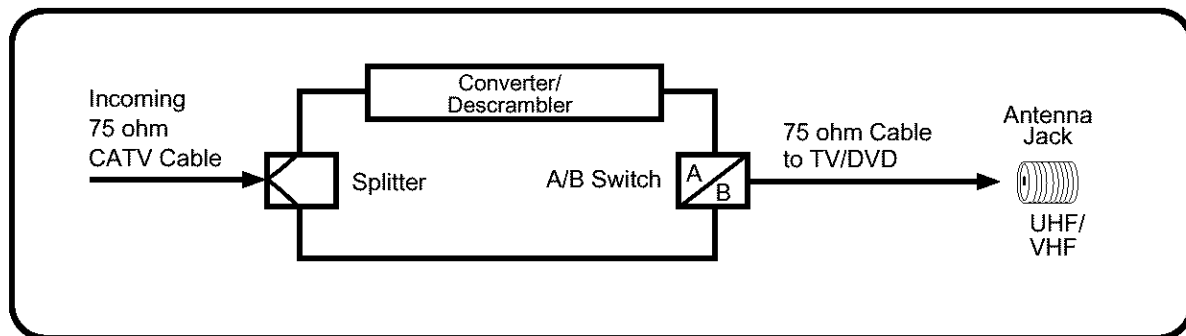 Incoming
75 ohm
CATV Cable
Splitter
Converter/
Descrambler
A/B Switch
A
B
75 ohm Cable
to TV/DVD
Antenna
Jack
UHF/
VHF